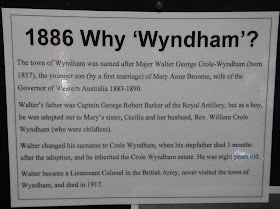 1886 Why ‘Wyndham’?
The town of Wyndham was named after Major Walter George Crole-Wyndham (born
1857), the younger son (by a first marriage) of Mary Anne Broome, wife of the
Governor of Western Australia 1883-1890.
Walter’s father was Captain George Robert Barker of the Royal Artillery, but as a boy,
he was adopted out to Mary’s sister, Cecilia and her husband, Rev. William Crole
Wyndham (who were childless).
Walter changed his surname to Crole Wyndham, when his stepfather died 3 months
after the adoption, and he inherited the Crole Wyndham estate. He was eight years old.
Walter became a Lieutenant Colonel in the British Army, never visited the town of
Wyndham, and died in 1917.